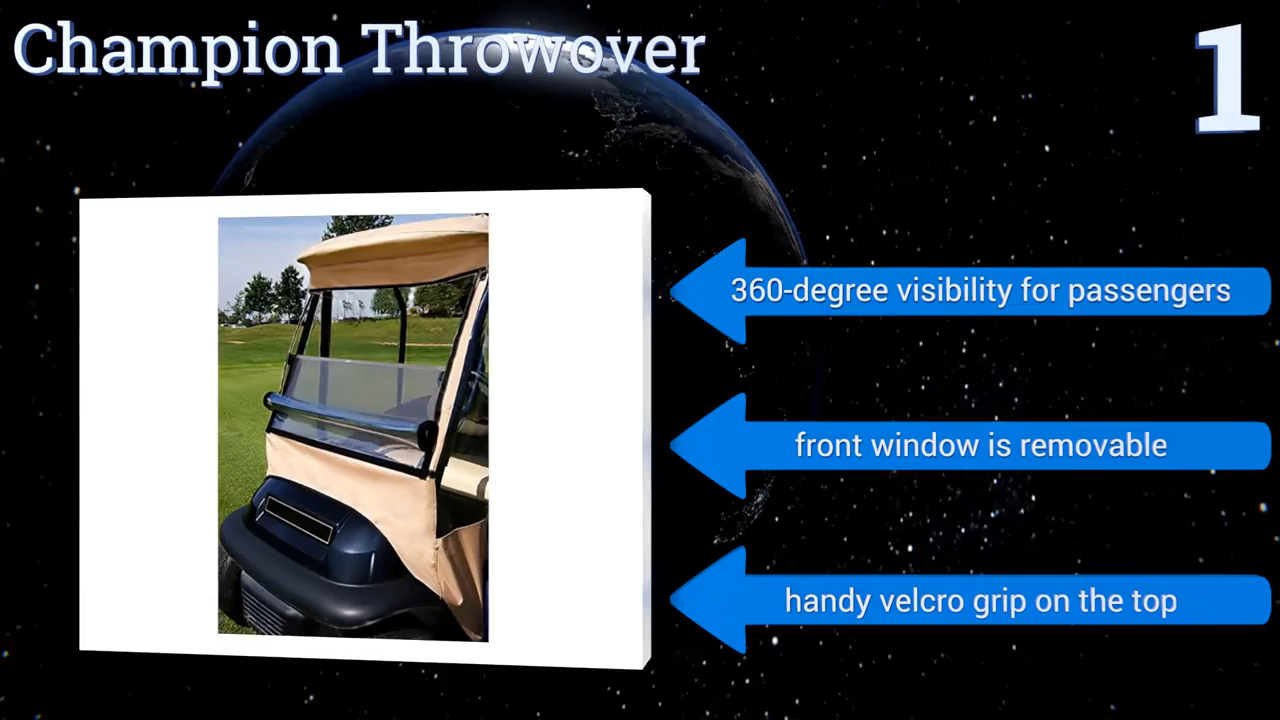 Champion Throwover
1
360-degree visibility for passengers
front window is removable
handy velcro grip on the top